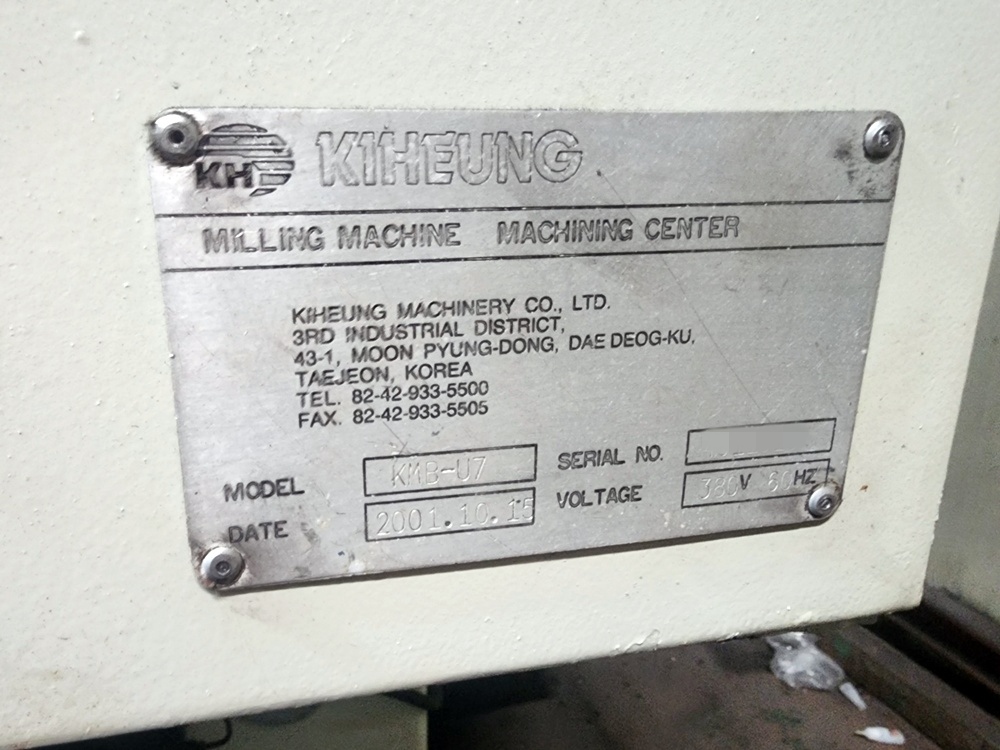 KH KIHEUNG
MILLING MACHINE MACHINING CENTER
KIHEUNG MACHINERY CO., LTD.
3RD INDUSTRIAL DISTRICT,
43-1, MOON PYUNG-DONG, DAE DEOG-KU,
TAEJEON, KOREA
TEL. 82-42-933-5500
FAX. 82-42-933-5505
MODEL KMB-U7 SERIAL NO.
DATE 2001.10.15 VOLTAGE 380V 60HZ